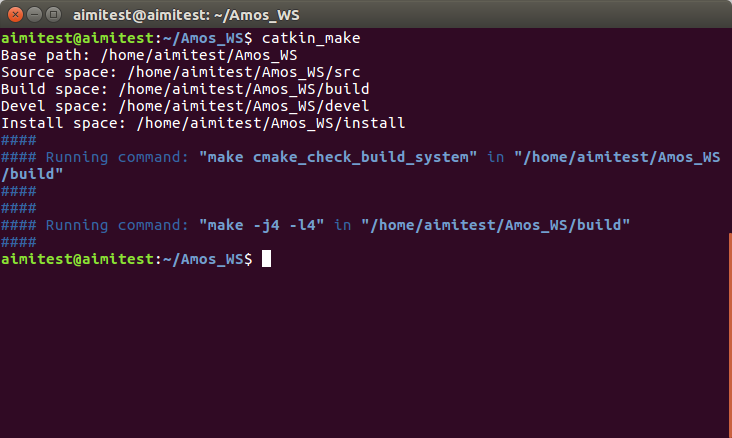 aimitest@aimitest: ~/Amos_WS
aimitest@aimitest:~/Amos_WS$ catkin_make
Base path: /home/aimitest/Amos_WS
Source space: /home/aimitest/Amos_WS/src
Build space: /home/aimitest/Amos_WS/build
Devel space: /home/aimitest/Amos_WS/devel
Install space: /home/aimitest/Amos_WS/install
####
#### Running command: "make cmake_check_build_system" in "/home/aimitest/Amos_WS
/build"
####
####
#### Running command: "make -j4 -l4" in "/home/aimitest/Amos_WS/build"
####
aimitest@aimitest:~/Amos_WS$